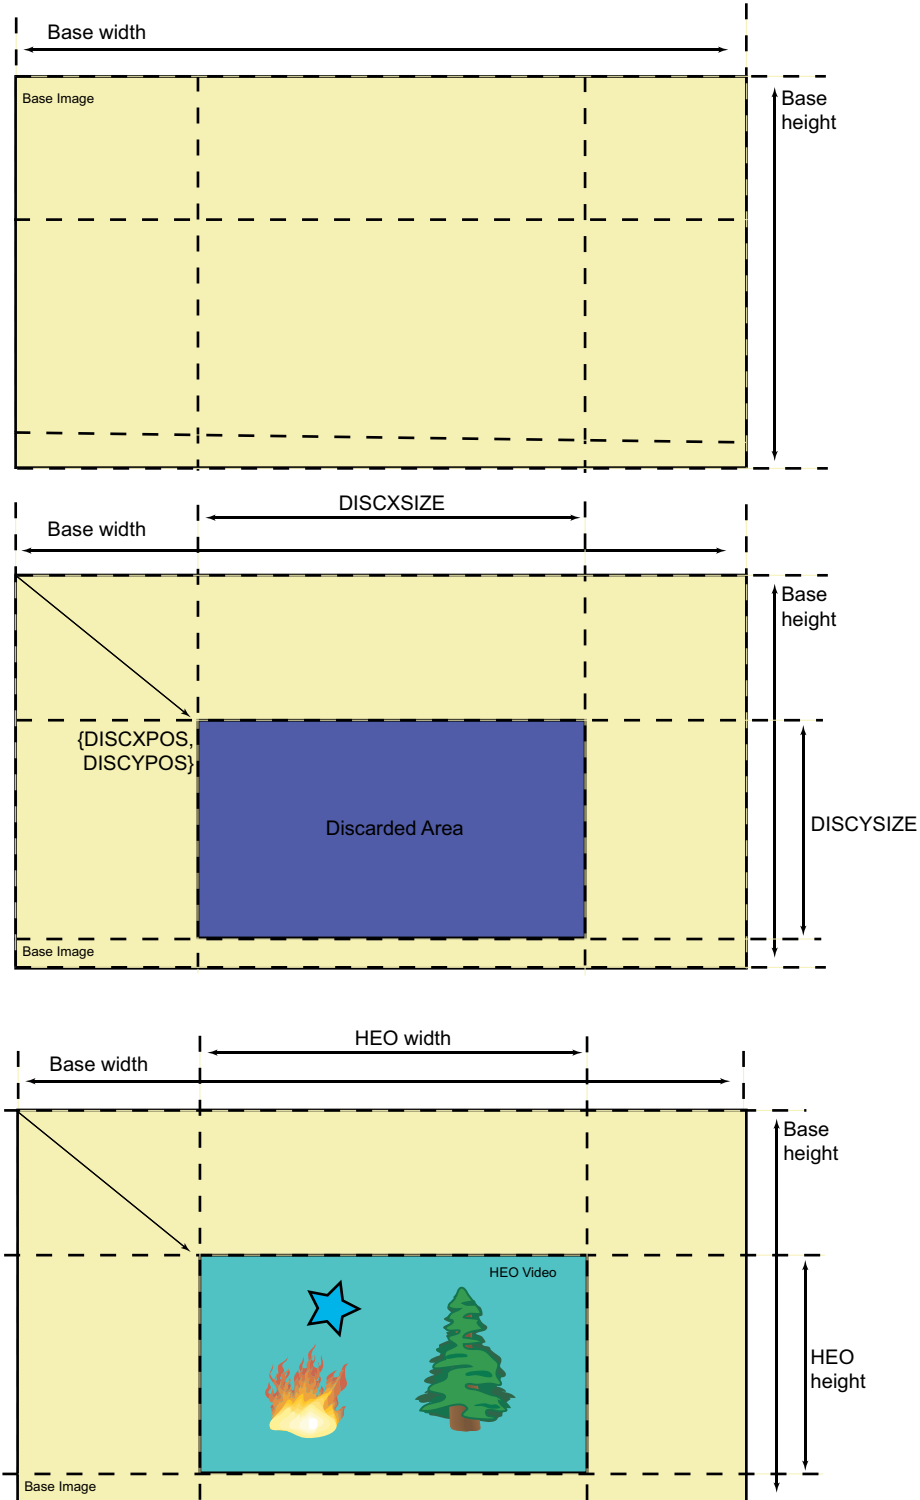 Base width
Base Image
Base
height
DISCXSIZE
Base width
Base
height
{DISCXPOS,
DISCYPOS}
Discarded Area
DISCYSIZE
Base Image
HEO width
Base width
Base
height
HEO Video
HEO
height
Base Image